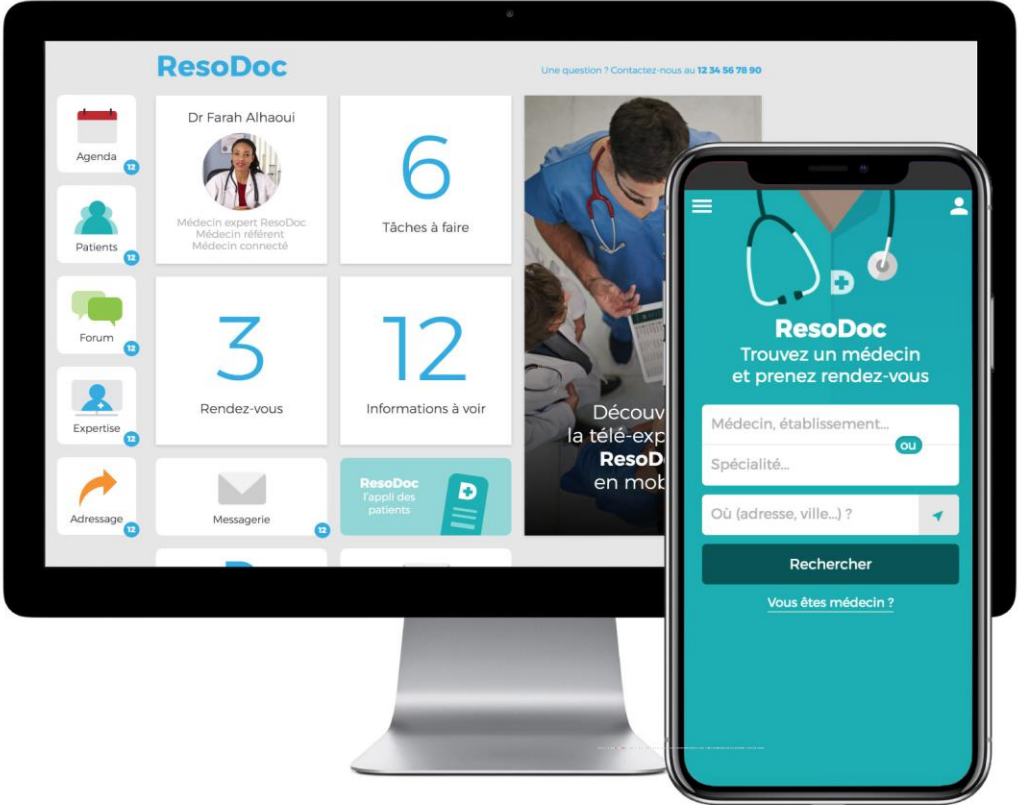 ResoDoc
Une question ? Contactez-nous au 12 34 56 78 90
Agenda
12
Patients
12
Forum
12
Expertise
12
Adressage
12
Dr Farah Alhaoui
Médecin expert ResoDoc
Médecin référent
Médecin connecté
6
Tâches à faire
3
Rendez-vous
12
Informations à voir
Messagerie
12
ResoDoc
l'appli des
patients
Découv
la télé-exp
ResoD
en mob
ResoDoc
Trouvez un médecin
et prenez rendez-vous
Médecin, établissement...
ou
Spécialité...
Où (adresse, ville...) ?
Rechercher
Vous êtes médecin ?